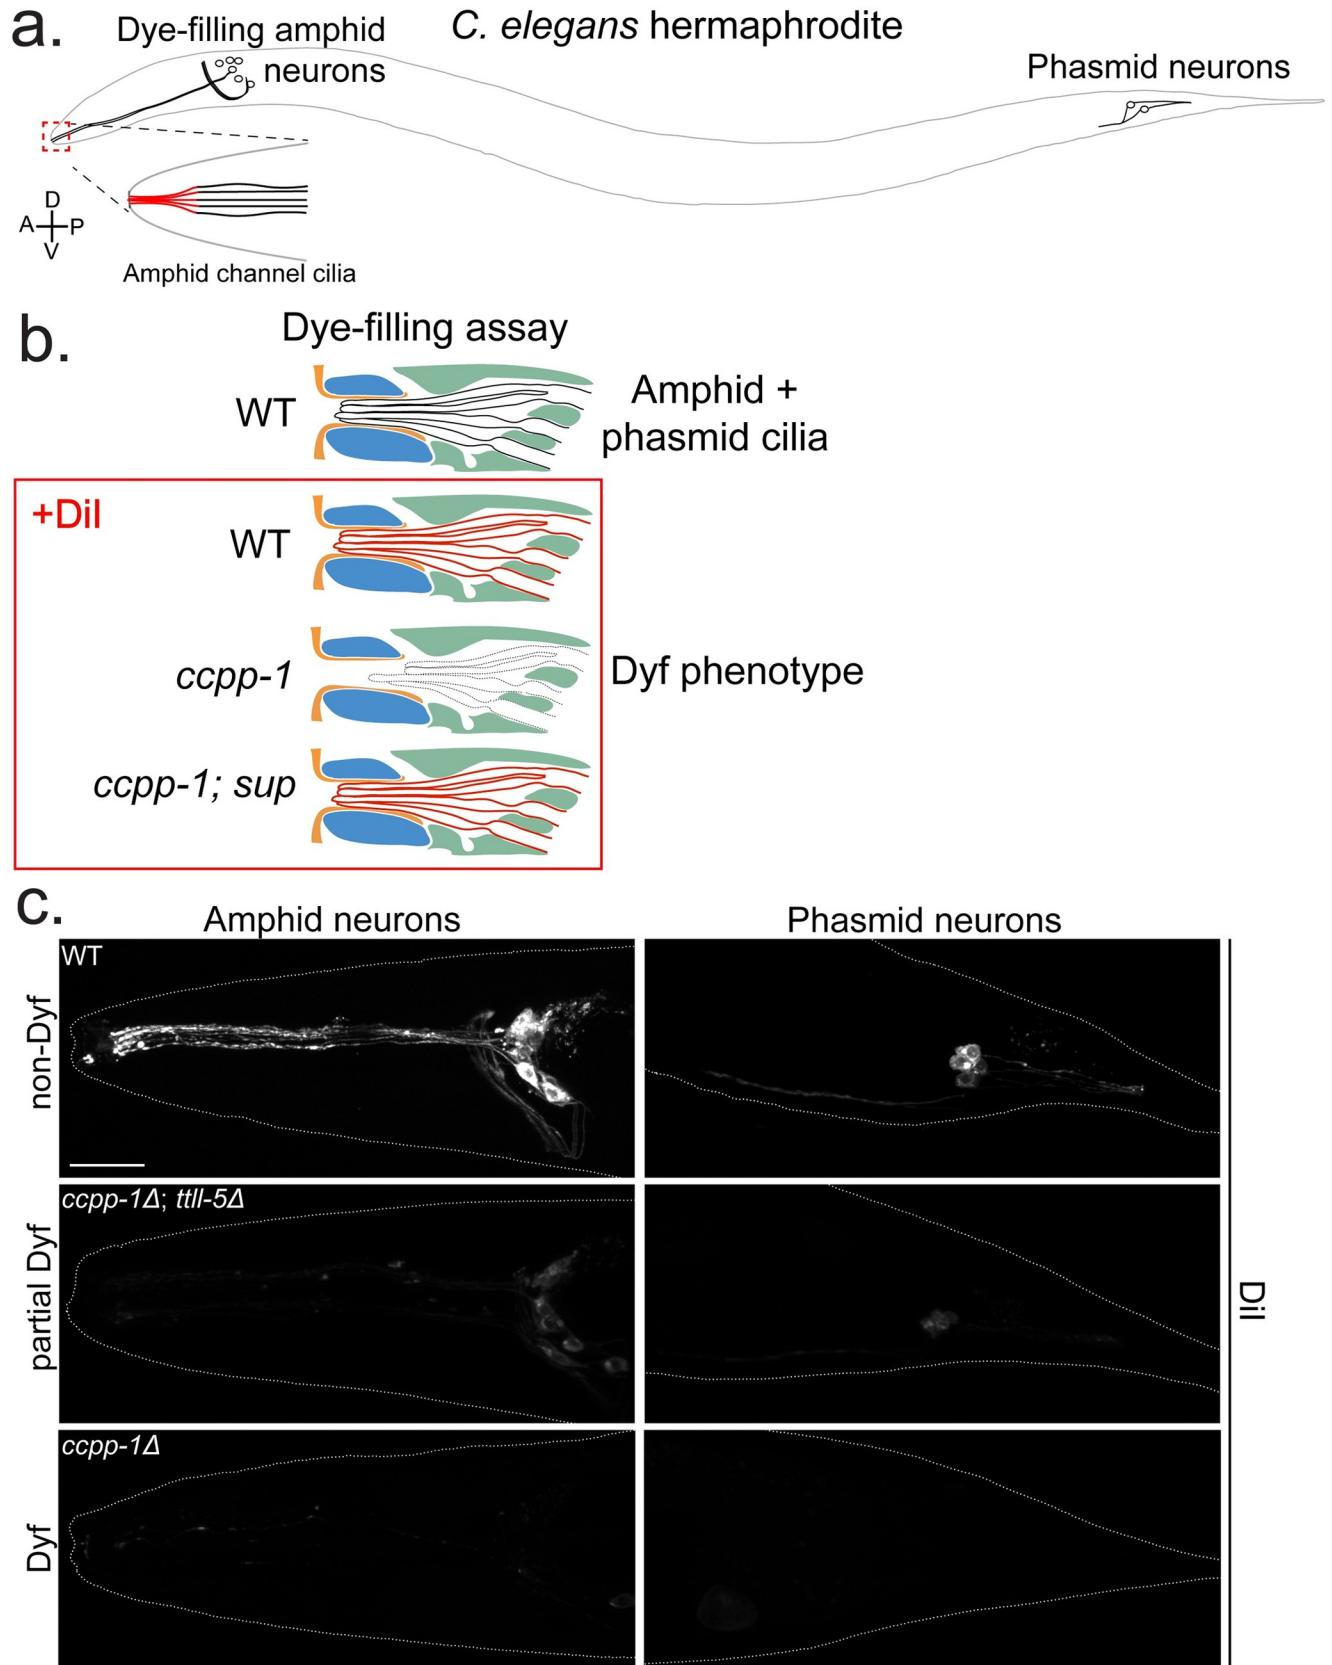 a.
Dye-filling amphid
neurons
C. elegans hermaphrodite
Phasmid neurons
D
A
P
V
Amphid channel cilia
b.
Dye-filling assay
WT
Amphid +
phasmid cilia
+DiI
WT
ccpp-1
Dyf phenotype
ccpp-1; sup
c.
Amphid neurons
Phasmid neurons
non-Dyf
WT
partial Dyf
ccpp-1Δ; ttll-5Δ
DiI
Dyf
ccpp-1Δ